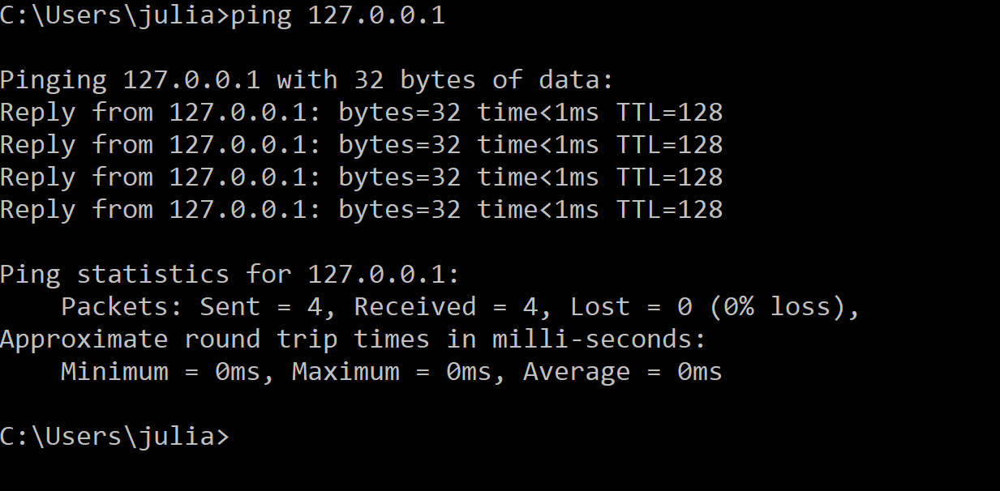 C:\Users\julia>ping 127.0.0.1
Pinging 127.0.0.1 with 32 bytes of data:
Reply from 127.0.0.1: bytes=32 time<1ms TTL=128
Reply from 127.0.0.1: bytes=32 time<1ms TTL=128
Reply from 127.0.0.1: bytes=32 time<1ms TTL=128
Reply from 127.0.0.1: bytes=32 time<1ms TTL=128
Ping statistics for 127.0.0.1:
    Packets: Sent = 4, Received = 4, Lost = 0 (0% loss),
Approximate round trip times in milli-seconds:
    Minimum = 0ms, Maximum = 0ms, Average = 0ms
C:\Users\julia>